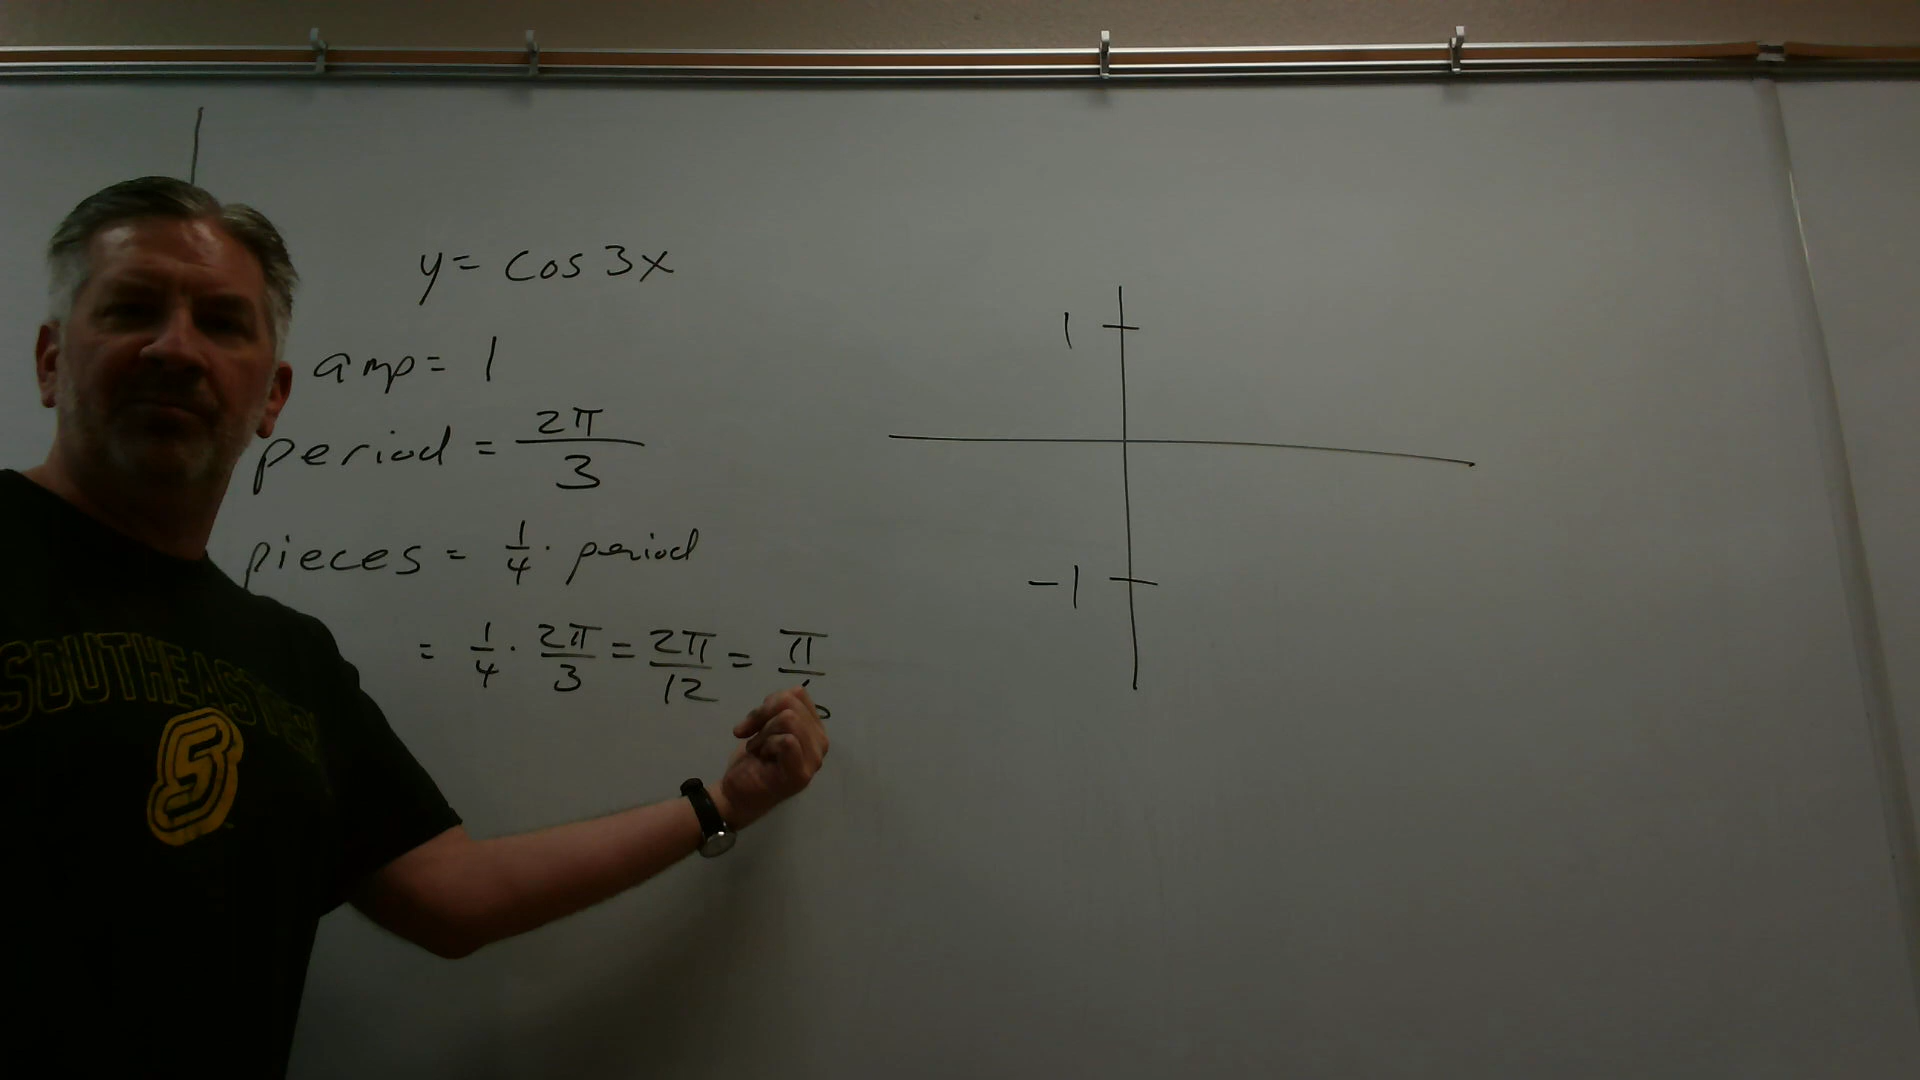 y = cos 3x
amp = 1
period = 2π/3
pieces = 1/4 · period
= 1/4 · 2π/3 = 2π/12 = π/6
1
-1
SOUTHEASTERN
S